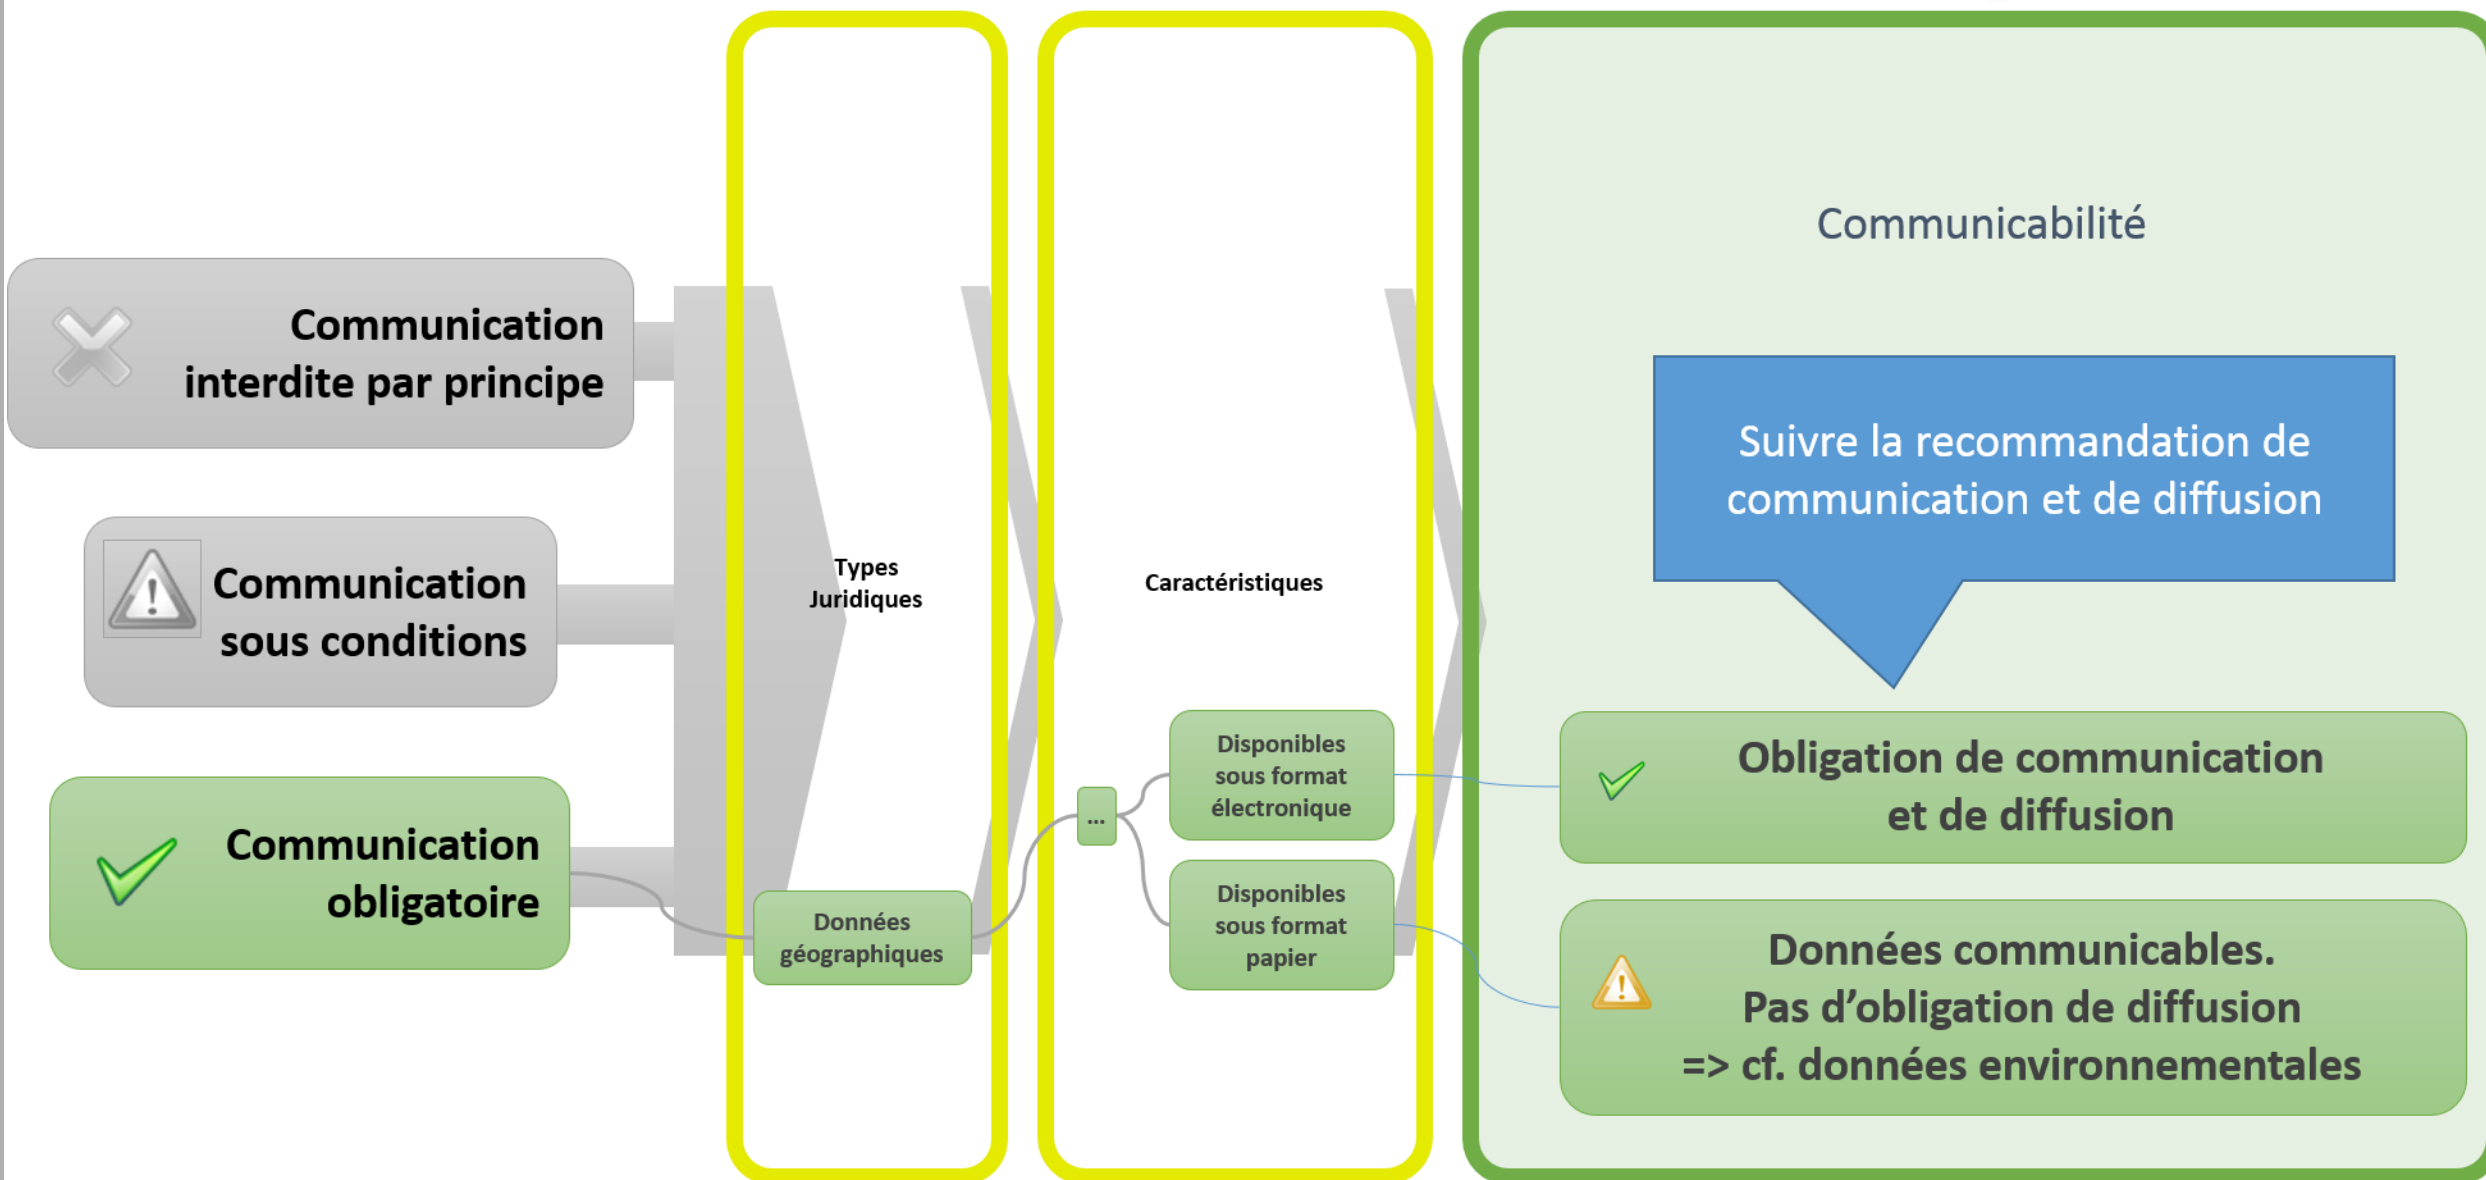 Communication
interdite par principe
Communication
sous conditions
Communication
obligatoire
Types
Juridiques
Données
géographiques
Caractéristiques
...
Disponibles
sous format
électronique
Disponibles
sous format
papier
Communicabilité
Suivre la recommandation de
communication et de diffusion
Obligation de communication
et de diffusion
Données communicables.
Pas d’obligation de diffusion
=> cf. données environnementales